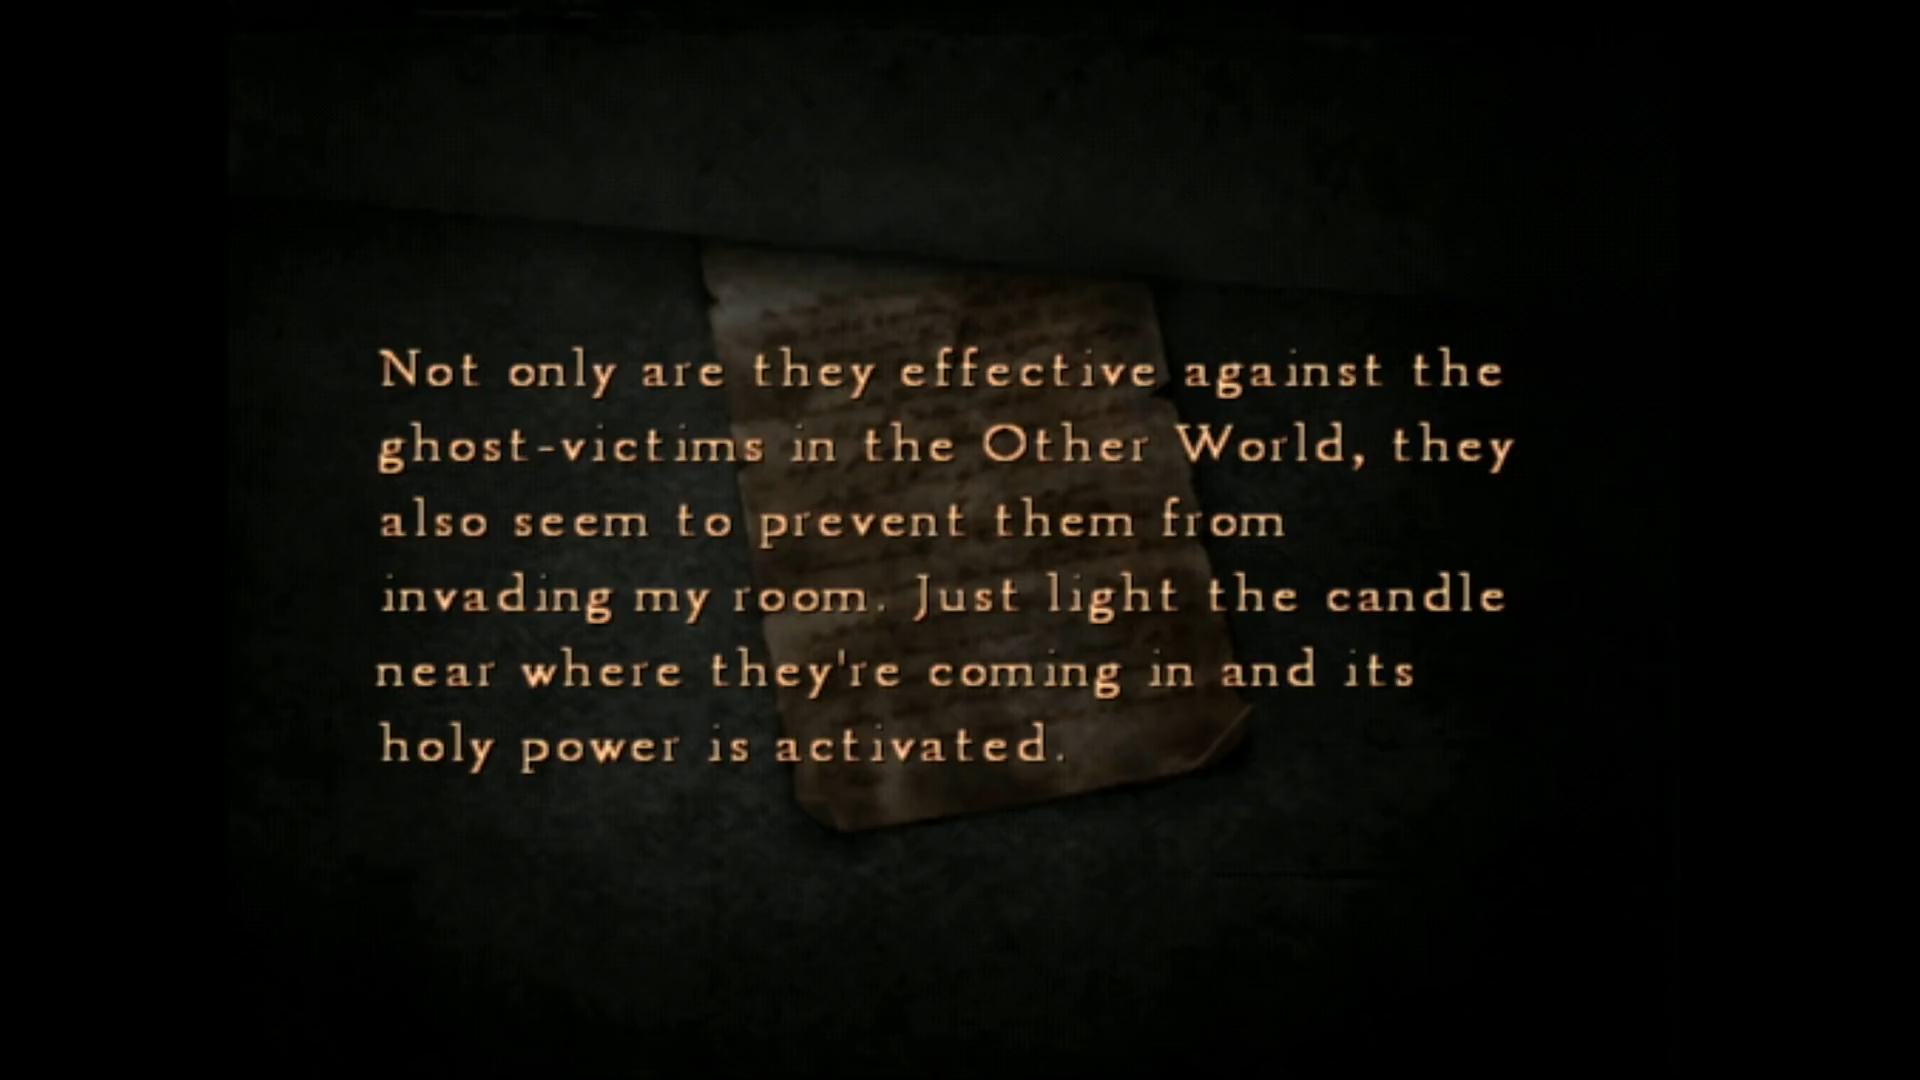 Not only are they effective against the
ghost-victims in the Other World, they
also seem to prevent them from
invading my room. Just light the candle
near where they're coming in and its
holy power is activated.